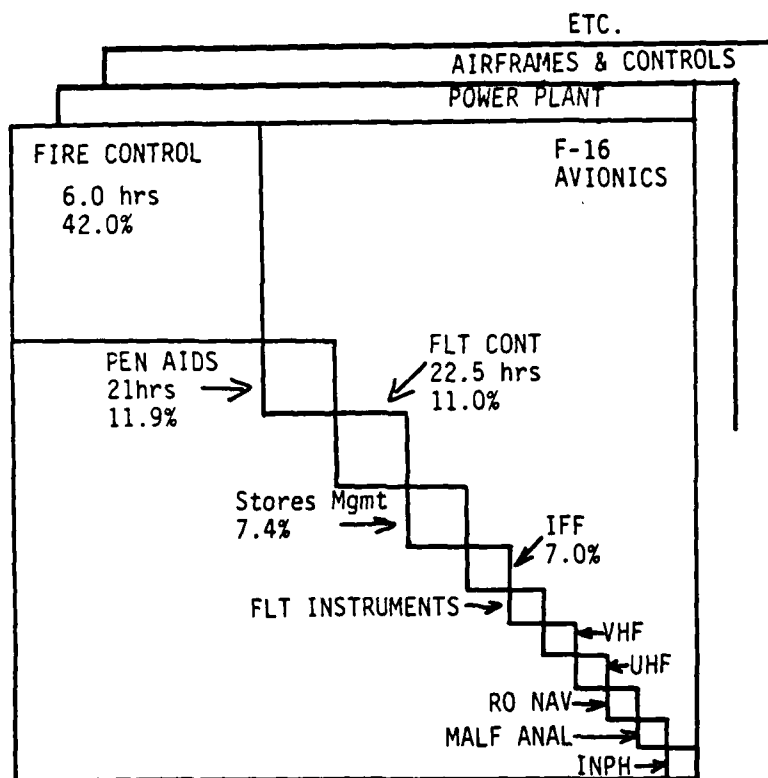 ETC.
AIRFRAMES & CONTROLS
POWER PLANT
FIRE CONTROL
6.0 hrs
42.0%
F-16
AVIONICS
PEN AIDS
21hrs
11.9%
FLT CONT
22.5 hrs
11.0%
Stores Mgmt
7.4%
IFF
7.0%
FLT INSTRUMENTS
VHF
UHF
RO NAV
MALF ANAL
INPH